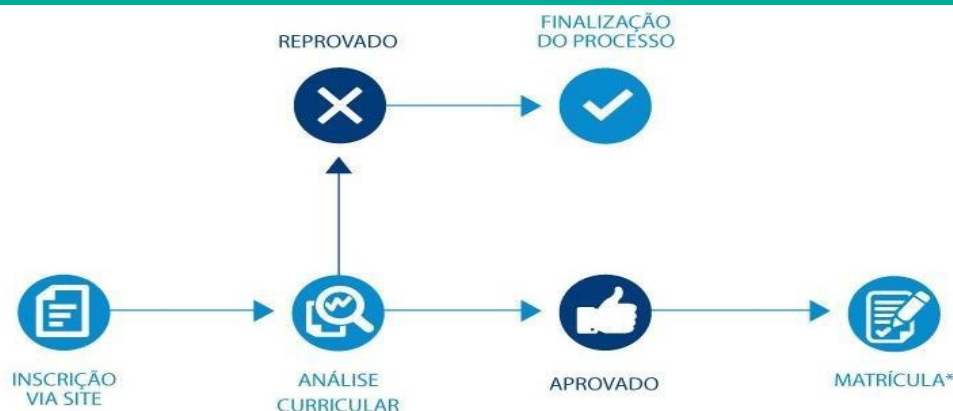 REPROVADO
FINALIZAÇÃO
DO PROCESSO
INSCRIÇÃO
VIA SITE
ANÁLISE
CURRICULAR
APROVADO
MATRÍCULA*